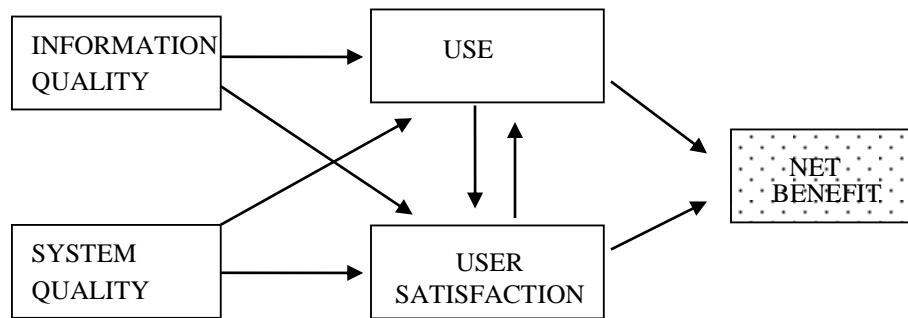 INFORMATION
QUALITY
USE
NET
BENEFIT
SYSTEM
QUALITY
USER
SATISFACTION